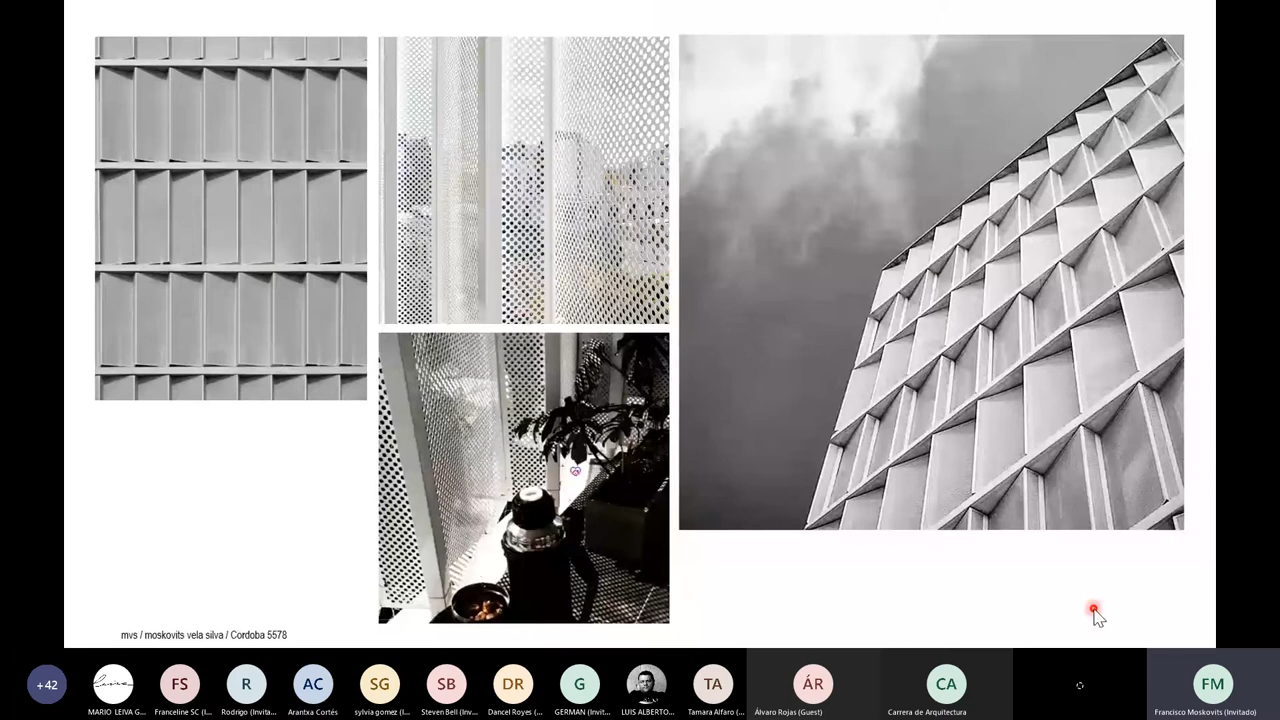 mvs / moskovits vela silva / Cordoba 5578
+42
FS
R
AC
SG
SB
DR
G
TA
ÁR
CA
FM
MARIO LEIVA G...
Franceline SC (I...
Rodrigo (Invita...
Arantxa Cortés
sylvia gomez (I...
Steven Bell (Inv...
Dancel Royes (...
GERMAN (Invit...
LUIS ALBERTO...
Tamara Alfaro (...
Álvaro Rojas (Guest)
Carrera de Arquitectura
Francisco Moskovits (Invitado)